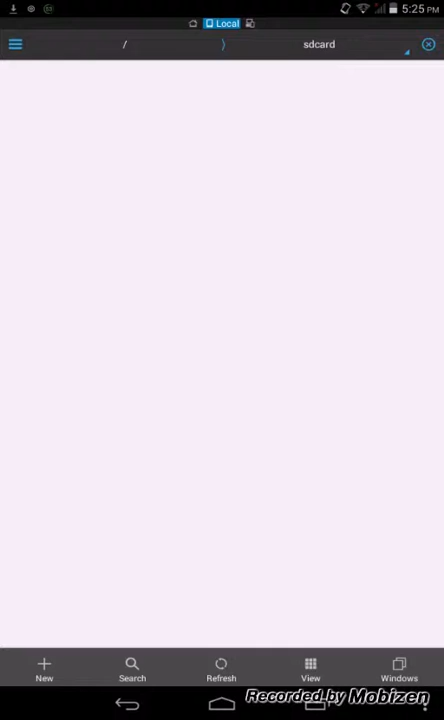 5:25 PM
Local
/
sdcard
New
Search
Refresh
View
Windows
Recorded by Mobizen